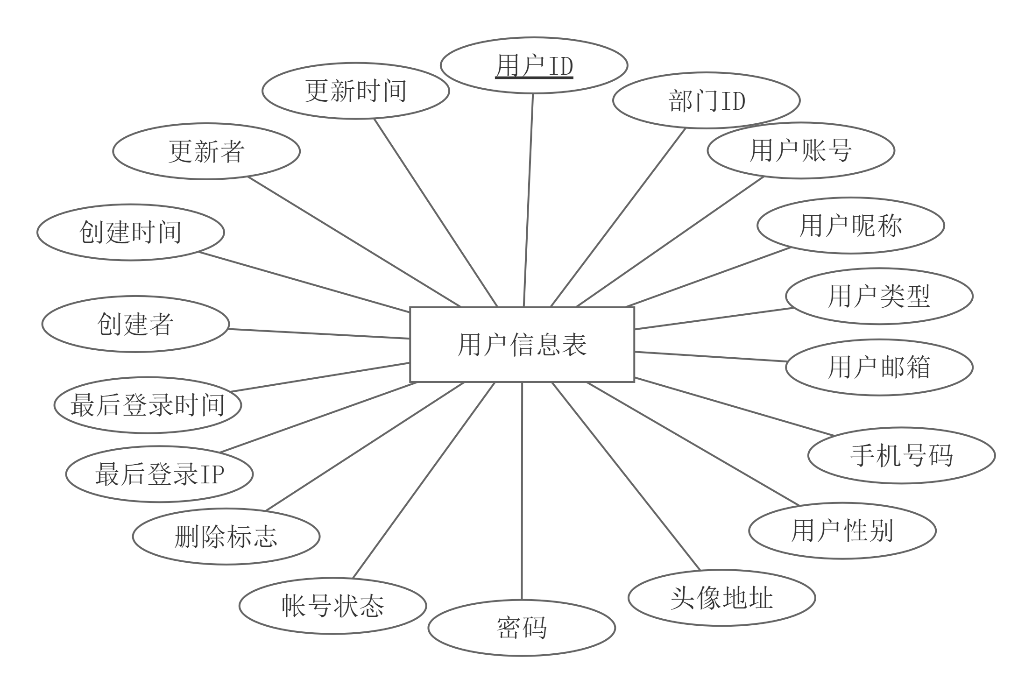 用户ID
更新时间
部门ID
更新者
用户账号
创建时间
用户昵称
用户类型
创建者
用户信息表
用户邮箱
最后登录时间
手机号码
最后登录IP
用户性别
删除标志
头像地址
帐号状态
密码